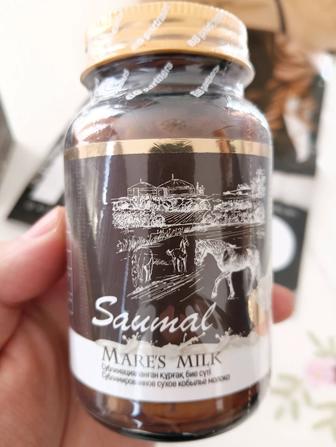 Saumal
MARE'S MILK
Сублимацияланған құрғақ бие сүті
Сублимированное сухое кобылье молоко